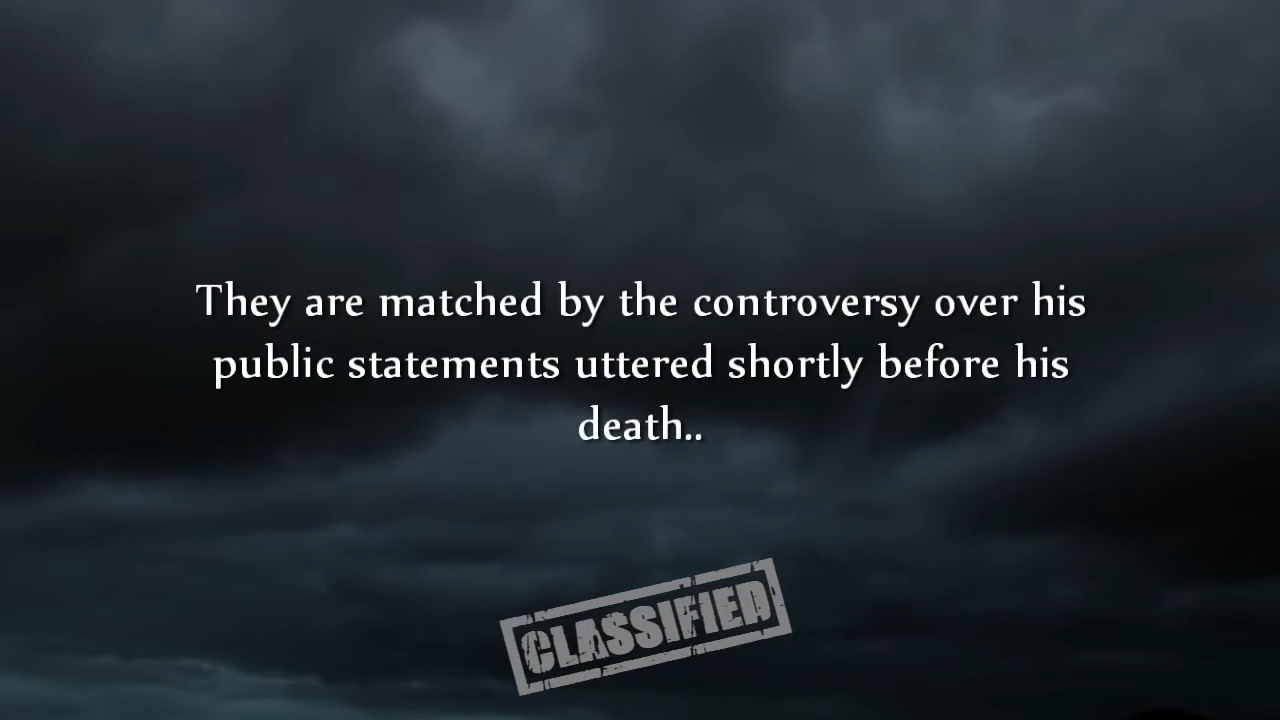 They are matched by the controversy over his
public statements uttered shortly before his
death..
CLASSIFIED